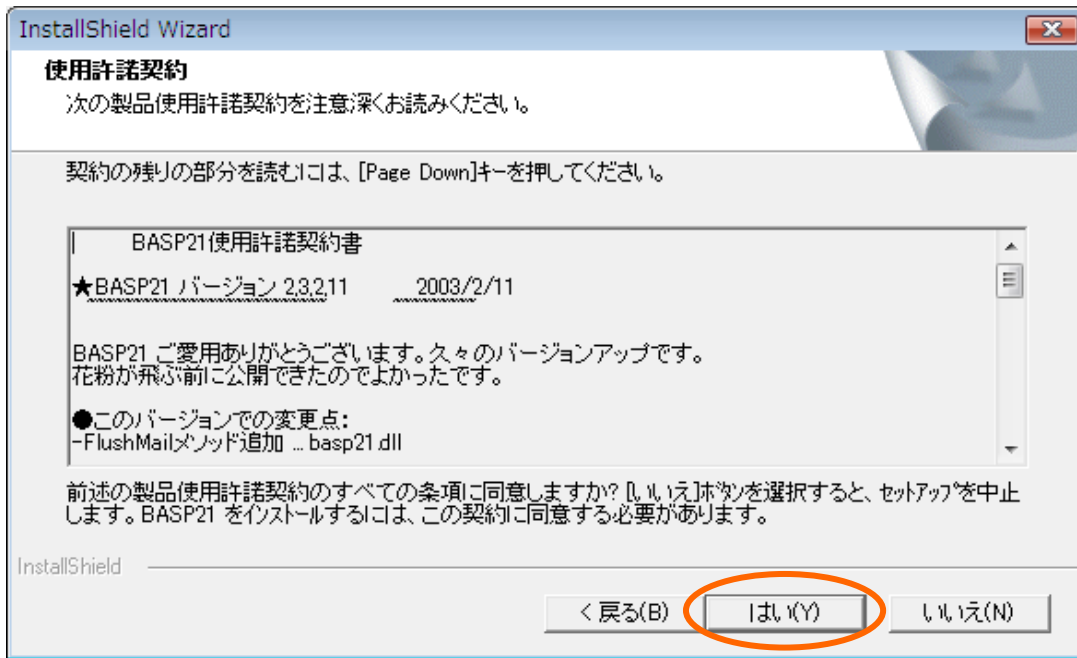 InstallShield Wizard
使用許諾契約
次の製品使用許諾契約を注意深くお読みください。
契約の残りの部分を読むには、[Page Down]キーを押してください。
BASP21使用許諾契約書
★BASP21 バージョン 2,3,2,11 2003/2/11
BASP21 ご愛用ありがとうございます。久々のバージョンアップです。
花粉が飛ぶ前に公開できたのでよかったです。
●このバージョンでの変更点:
-FlushMailメソッド追加 ... basp21.dll
前述の製品使用許諾契約のすべての条項に同意しますか? [いいえ]ボタンを選択すると、セットアップを中止
します。BASP21 をインストールするには、この契約に同意する必要があります。
InstallShield
< 戻る(B) はい(Y) いいえ(N)